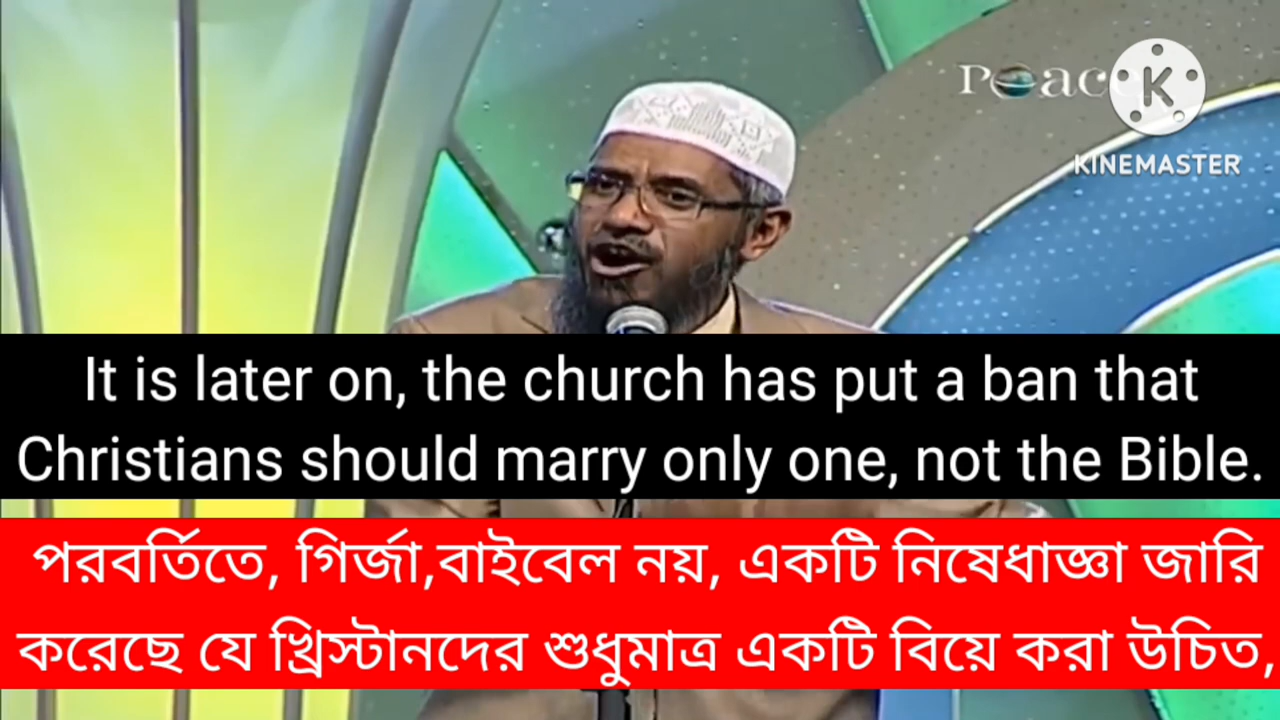 Peace
KINEMASTER
It is later on, the church has put a ban that
Christians should marry only one, not the Bible.
পরবর্তিতে, গির্জা,বাইবেল নয়, একটি নিষেধাজ্ঞা জারি
করেছে যে খ্রিস্টানদের শুধুমাত্র একটি বিয়ে করা উচিত,